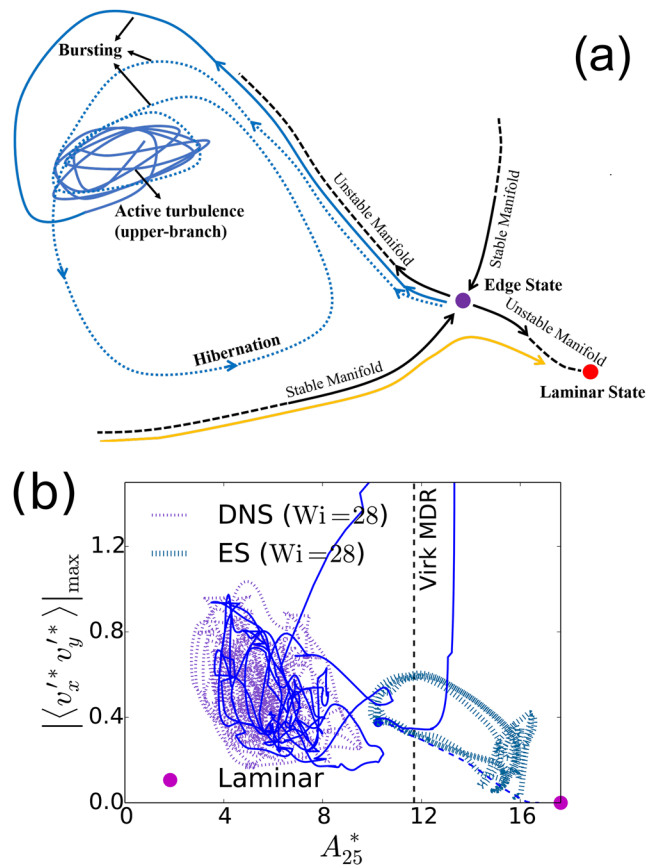 (a)
Bursting
Active turbulence
(upper-branch)
Unstable Manifold
Stable Manifold
Edge State
Unstable Manifold
Laminar State
Hibernation
Stable Manifold
(b)
DNS (Wi=28)
ES (Wi=28)
Virk MDR
1.2
0.8
0.4
0.0
|⟨v′*ₓ v′*ᵧ⟩|max
Laminar
0 4 8 12 16
A*₂₅